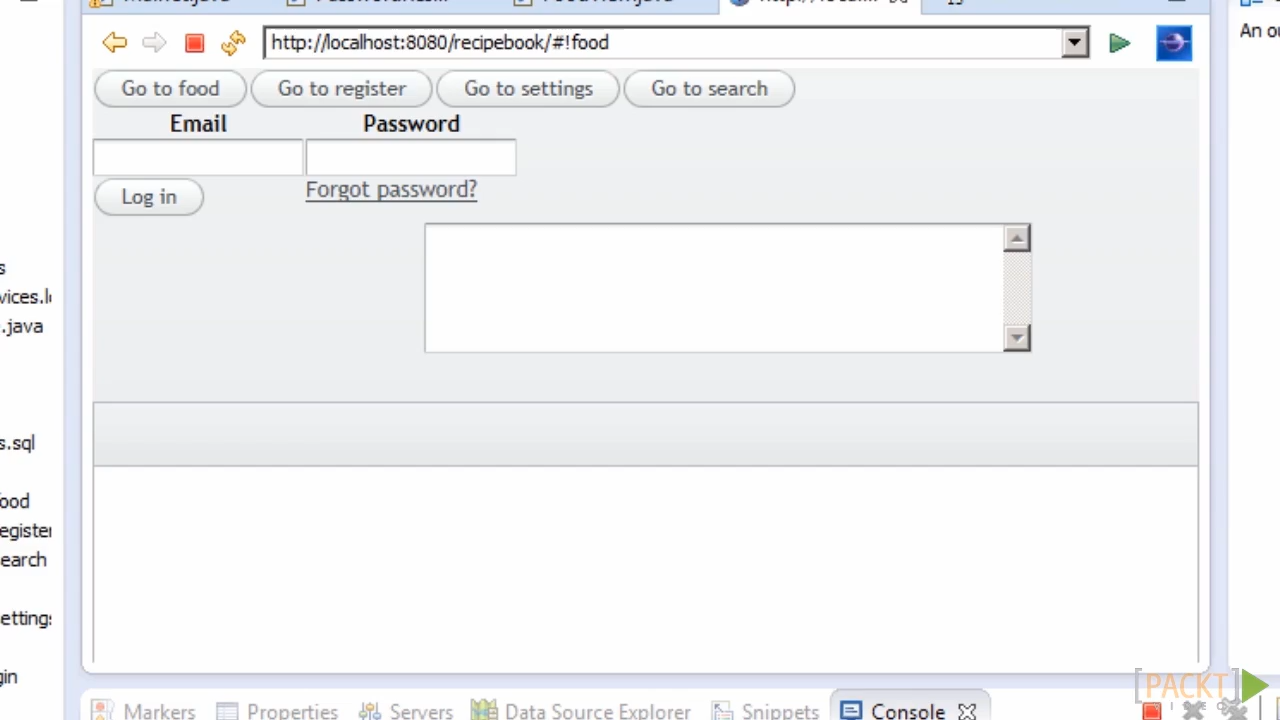 http://localhost:8080/recipebook/#!food
An ou
Go to food Go to register Go to settings Go to search
Email Password
Log in Forgot password?
s
vices.l
.java
s.sql
ood
egister
earch
ettings
gin
PACKT
Markers Properties Servers Source Explorer Snippets Console